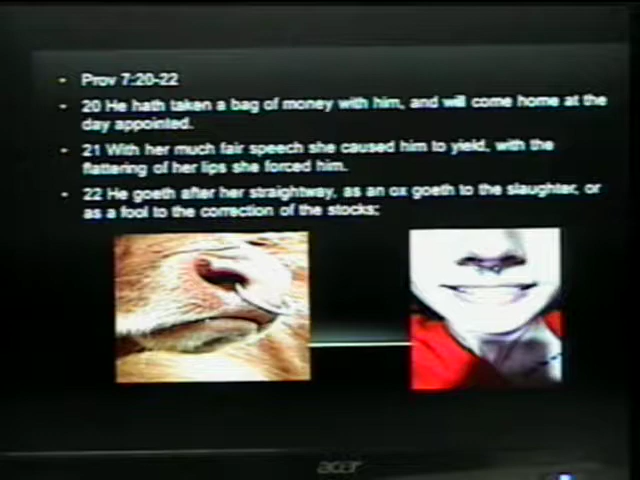 - Prov 7:20-22
- 20 He hath taken a bag of money with him, and will come home at the
day appointed.
- 21 With her much fair speech she caused him to yield, with the
flattering of her lips she forced him.
- 22 He goeth after her straightway, as an ox goeth to the slaughter, or
as a fool to the correction of the stocks;
acer